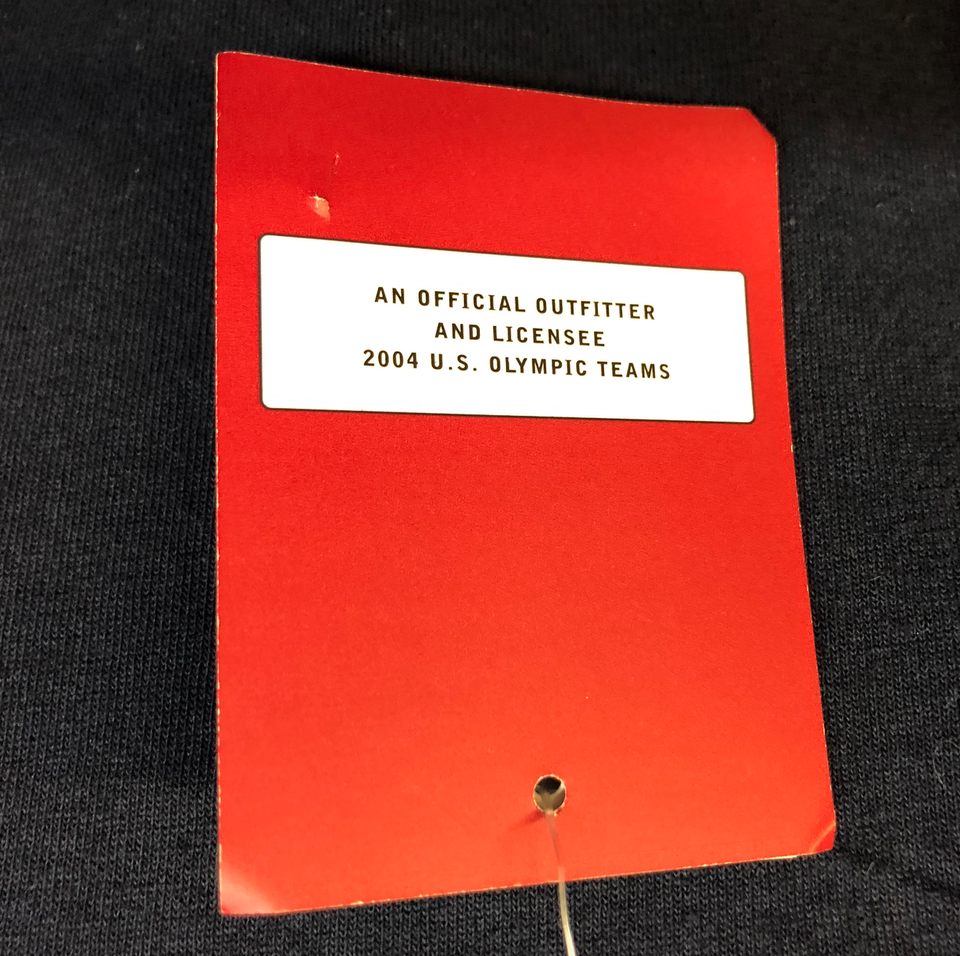 AN OFFICIAL OUTFITTER
AND LICENSEE
2004 U.S. OLYMPIC TEAMS